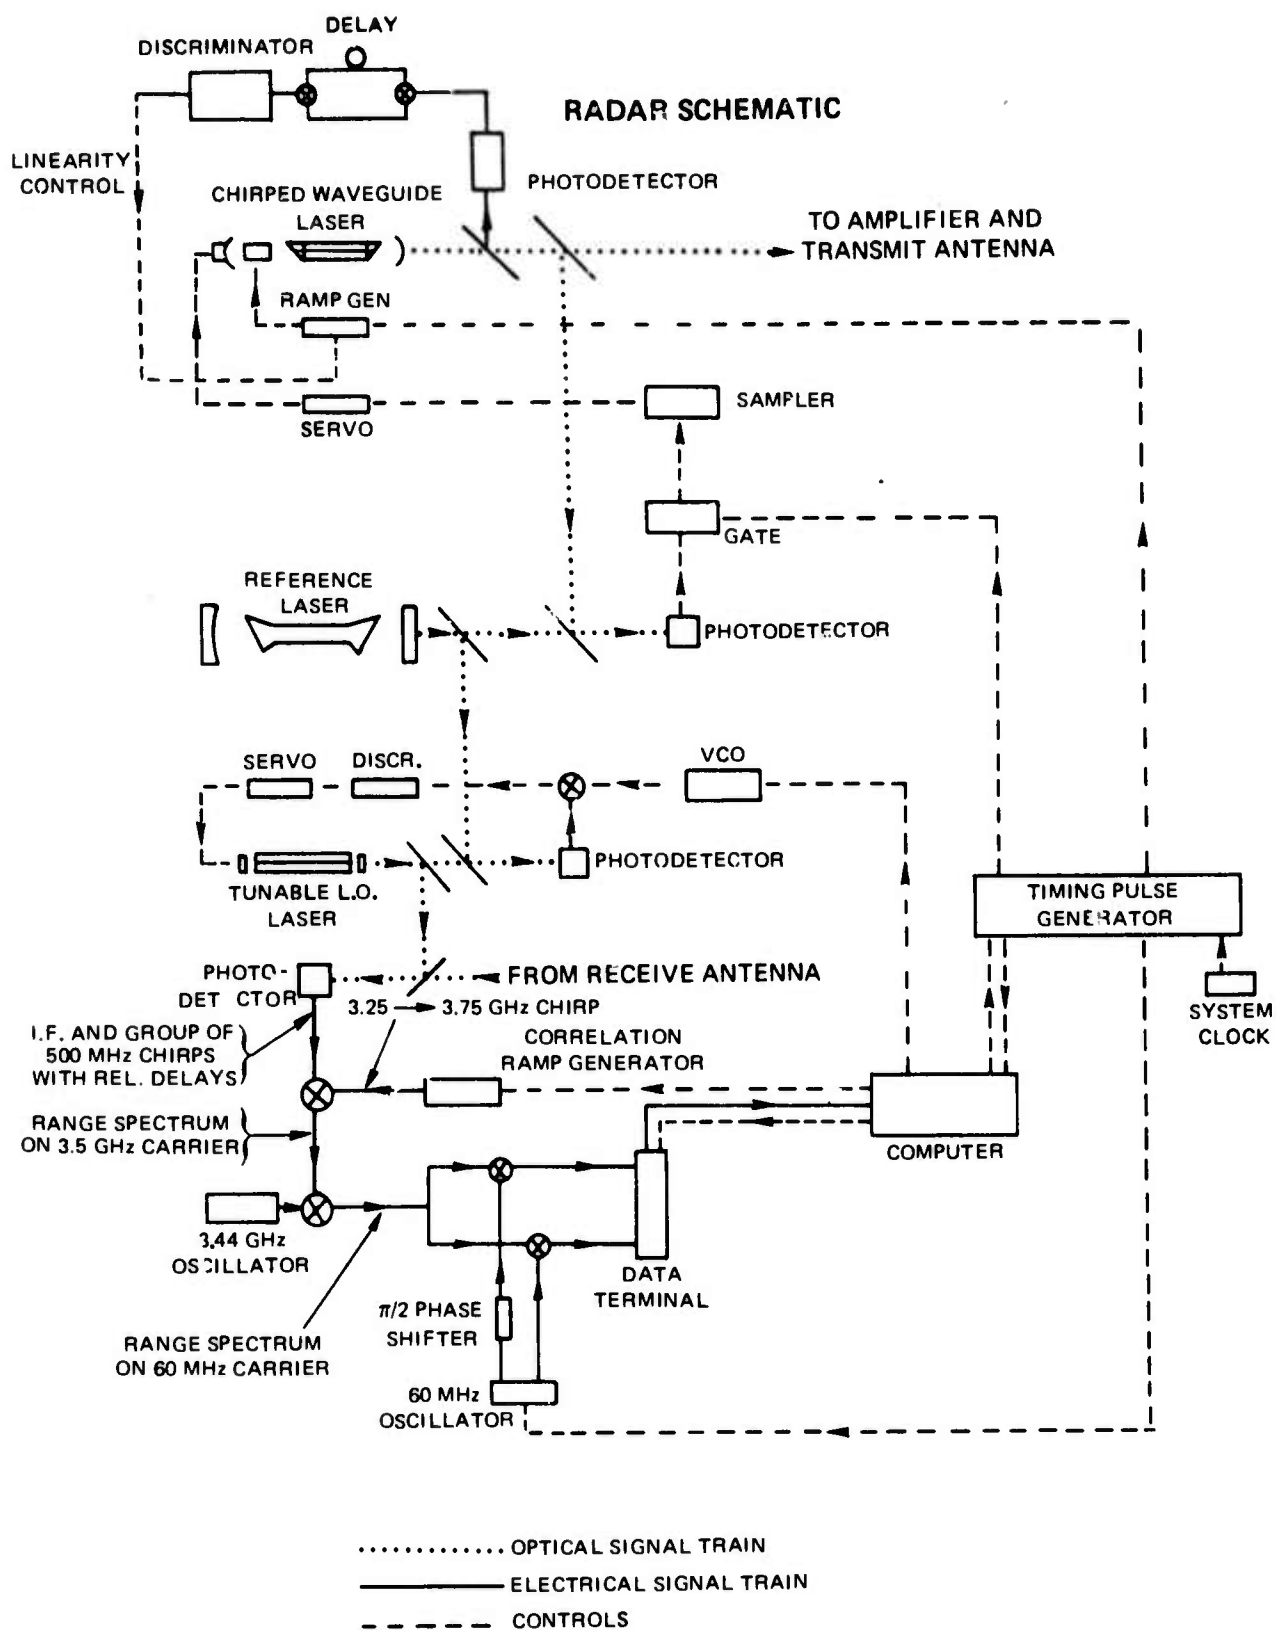 DELAY
DISCRIMINATOR
RADAR SCHEMATIC
LINEARITY
CONTROL
PHOTODETECTOR
CHIRPED WAVEGUIDE
LASER
TO AMPLIFIER AND
TRANSMIT ANTENNA
RAMP GEN
SAMPLER
SERVO
GATE
REFERENCE
LASER
PHOTODETECTOR
SERVO
DISCR.
VCO
PHOTODETECTOR
TUNABLE L.O.
LASER
TIMING PULSE
GENERATOR
PHOTO-
DETECTOR
FROM RECEIVE ANTENNA
3.25 → 3.75 GHz CHIRP
SYSTEM
CLOCK
I.F. AND GROUP OF
500 MHz CHIRPS
WITH REL. DELAYS
CORRELATION
RAMP GENERATOR
RANGE SPECTRUM
ON 3.5 GHz CARRIER
COMPUTER
3.44 GHz
OSCILLATOR
DATA
TERMINAL
π/2 PHASE
SHIFTER
RANGE SPECTRUM
ON 60 MHz CARRIER
60 MHz
OSCILLATOR
OPTICAL SIGNAL TRAIN
ELECTRICAL SIGNAL TRAIN
CONTROLS